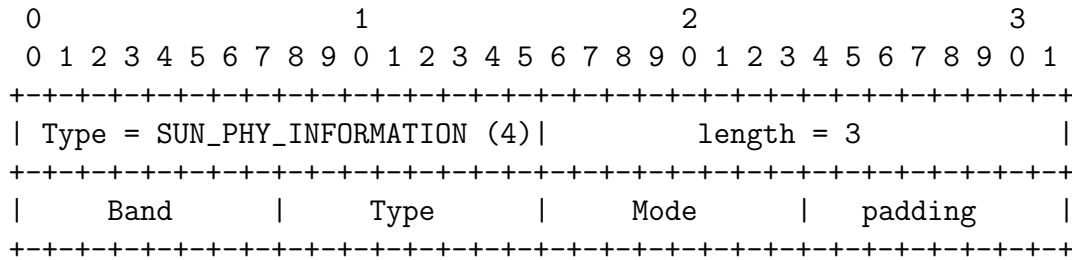 0                   1                   2                   3
 0 1 2 3 4 5 6 7 8 9 0 1 2 3 4 5 6 7 8 9 0 1 2 3 4 5 6 7 8 9 0 1
+-+-+-+-+-+-+-+-+-+-+-+-+-+-+-+-+-+-+-+-+-+-+-+-+-+-+-+-+-+-+-+-+
| Type = SUN_PHY_INFORMATION (4)|         length = 3            |
+-+-+-+-+-+-+-+-+-+-+-+-+-+-+-+-+-+-+-+-+-+-+-+-+-+-+-+-+-+-+-+-+
|     Band      |     Type      |     Mode      |   padding     |
+-+-+-+-+-+-+-+-+-+-+-+-+-+-+-+-+-+-+-+-+-+-+-+-+-+-+-+-+-+-+-+-+